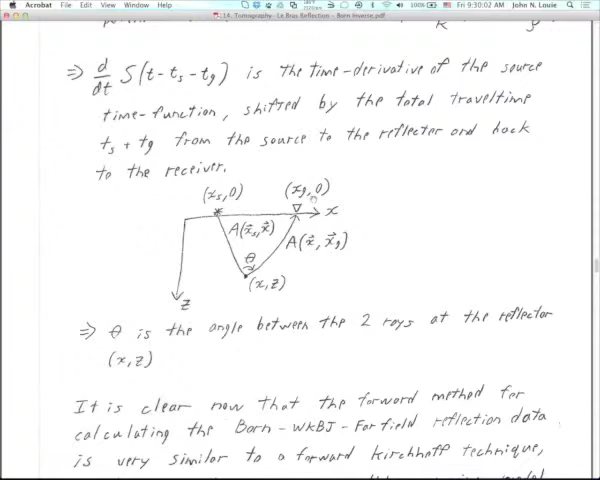 Acrobat File Edit View Window Help
100% Fri 9:30:02 AM John N. Louie
14. Tomography - Le Bras Reflection - Born Inverse.pdf
K ρ
⇒ d/dt S(t - ts - tg) is the time-derivative of the source
time-function, shifted by the total traveltime
ts + tg from the source to the reflector and back
to the receiver.
(xs, 0) (xg, 0)
x
A(x⃗s, x⃗) A(x⃗, x⃗g)
θ
(x, z)
z
⇒ θ is the angle between the 2 rays at the reflector
(x, z)
It is clear now that the forward method for
calculating the Born-WKBJ-Far field reflection data
is very similar to a forward Kirchhoff technique,